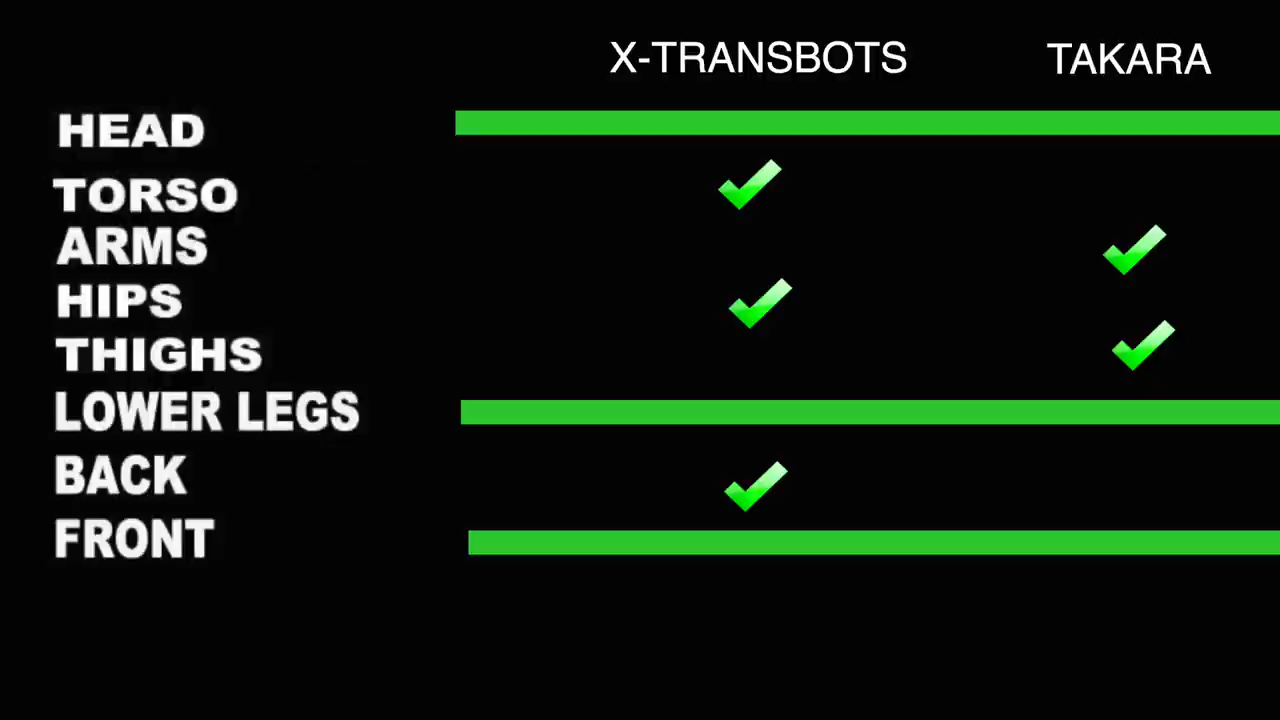 X-TRANSBOTS TAKARA
HEAD
TORSO
ARMS
HIPS
THIGHS
LOWER LEGS
BACK
FRONT